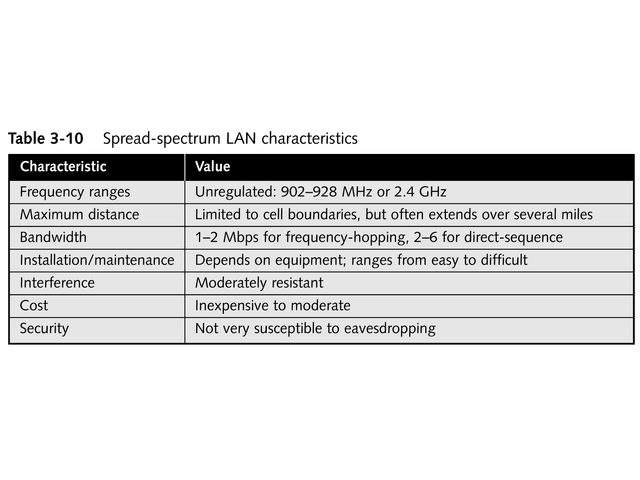 Table 3-10 Spread-spectrum LAN characteristics
Characteristic Value
Frequency ranges Unregulated: 902–928 MHz or 2.4 GHz
Maximum distance Limited to cell boundaries, but often extends over several miles
Bandwidth 1–2 Mbps for frequency-hopping, 2–6 for direct-sequence
Installation/maintenance Depends on equipment; ranges from easy to difficult
Interference Moderately resistant
Cost Inexpensive to moderate
Security Not very susceptible to eavesdropping